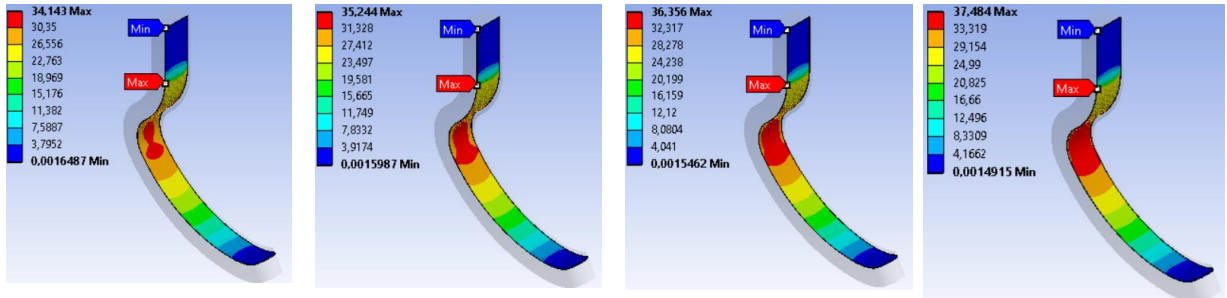 34,143 Max
30,35
26,556
22,763
18,969
15,176
11,382
7,5887
3,7952
0,0016487 Min
Min
Max
35,244 Max
31,328
27,412
23,497
19,581
15,665
11,749
7,8332
3,9174
0,0015987 Min
Min
Max
36,356 Max
32,317
28,278
24,238
20,199
16,159
12,12
8,0804
4,041
0,0015462 Min
Min
Max
37,484 Max
33,319
29,154
24,99
20,825
16,66
12,496
8,3309
4,1662
0,0014915 Min
Min
Max